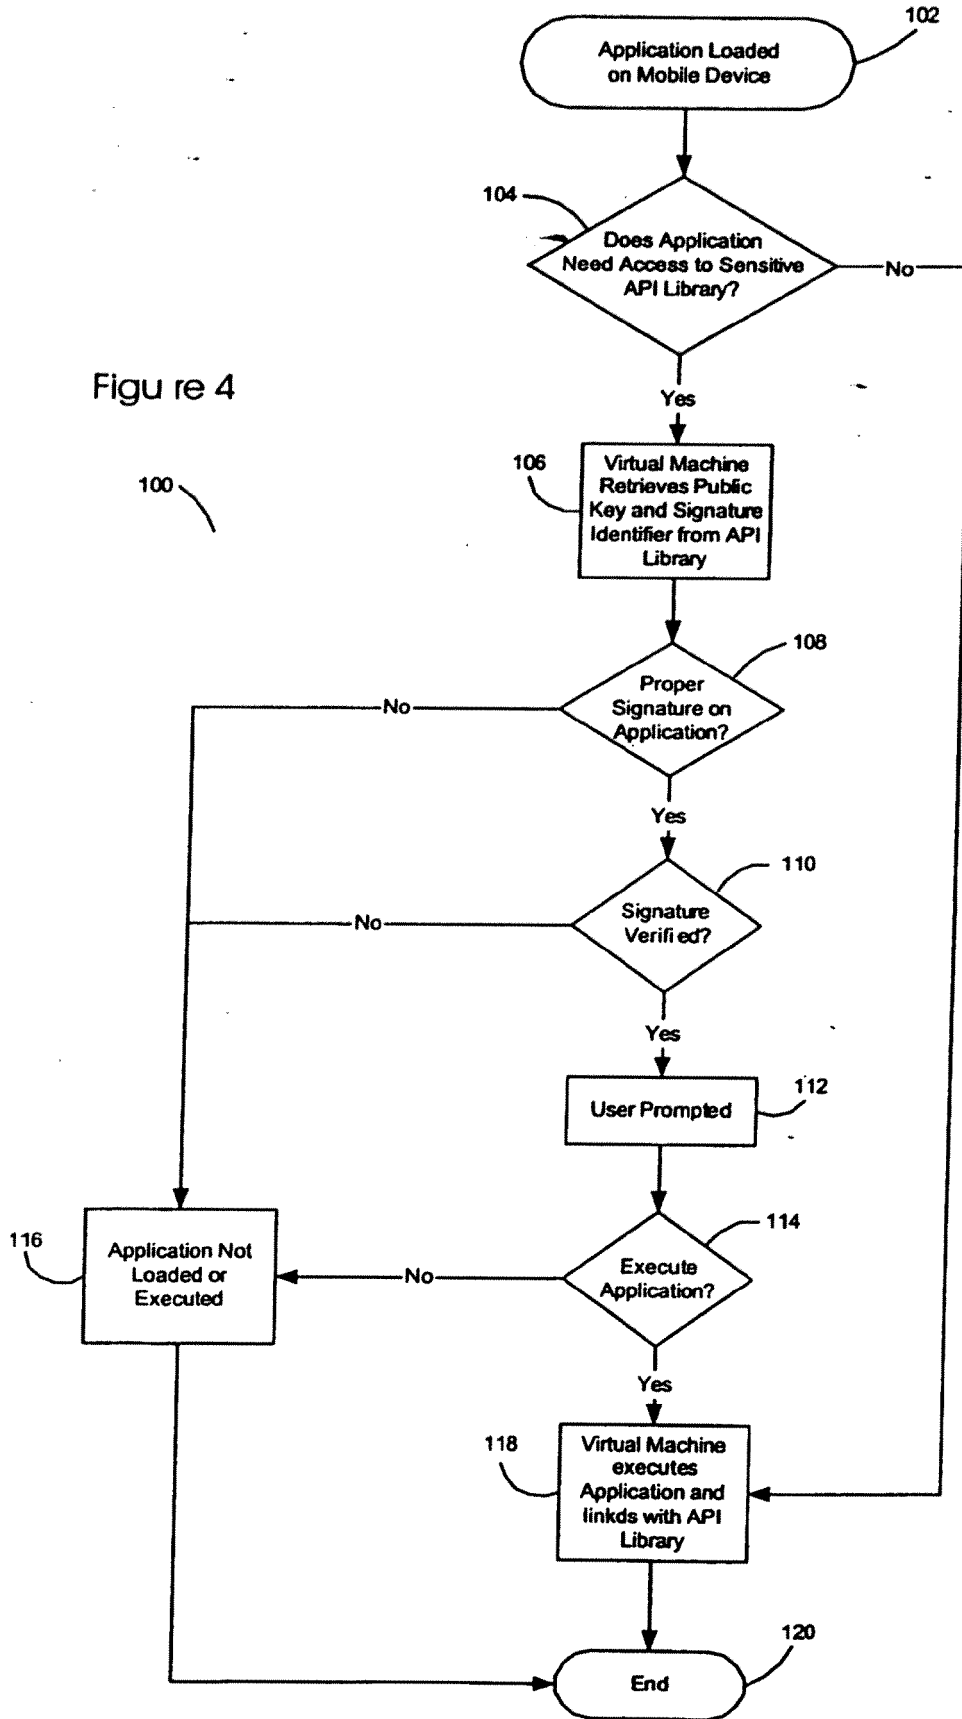 102
Application Loaded
on Mobile Device
104
Does Application
Need Access to Sensitive
API Library?
No
Figu re 4
Yes
100
106
Virtual Machine
Retrieves Public
Key and Signature
Identifier from API
Library
108
Proper
Signature on
Application?
No
Yes
110
Signature
Verified?
No
Yes
112
User Prompted
114
116
Application Not
Loaded or
Executed
No
Execute
Application?
Yes
118
Virtual Machine
executes
Application and
linkds with API
Library
120
End